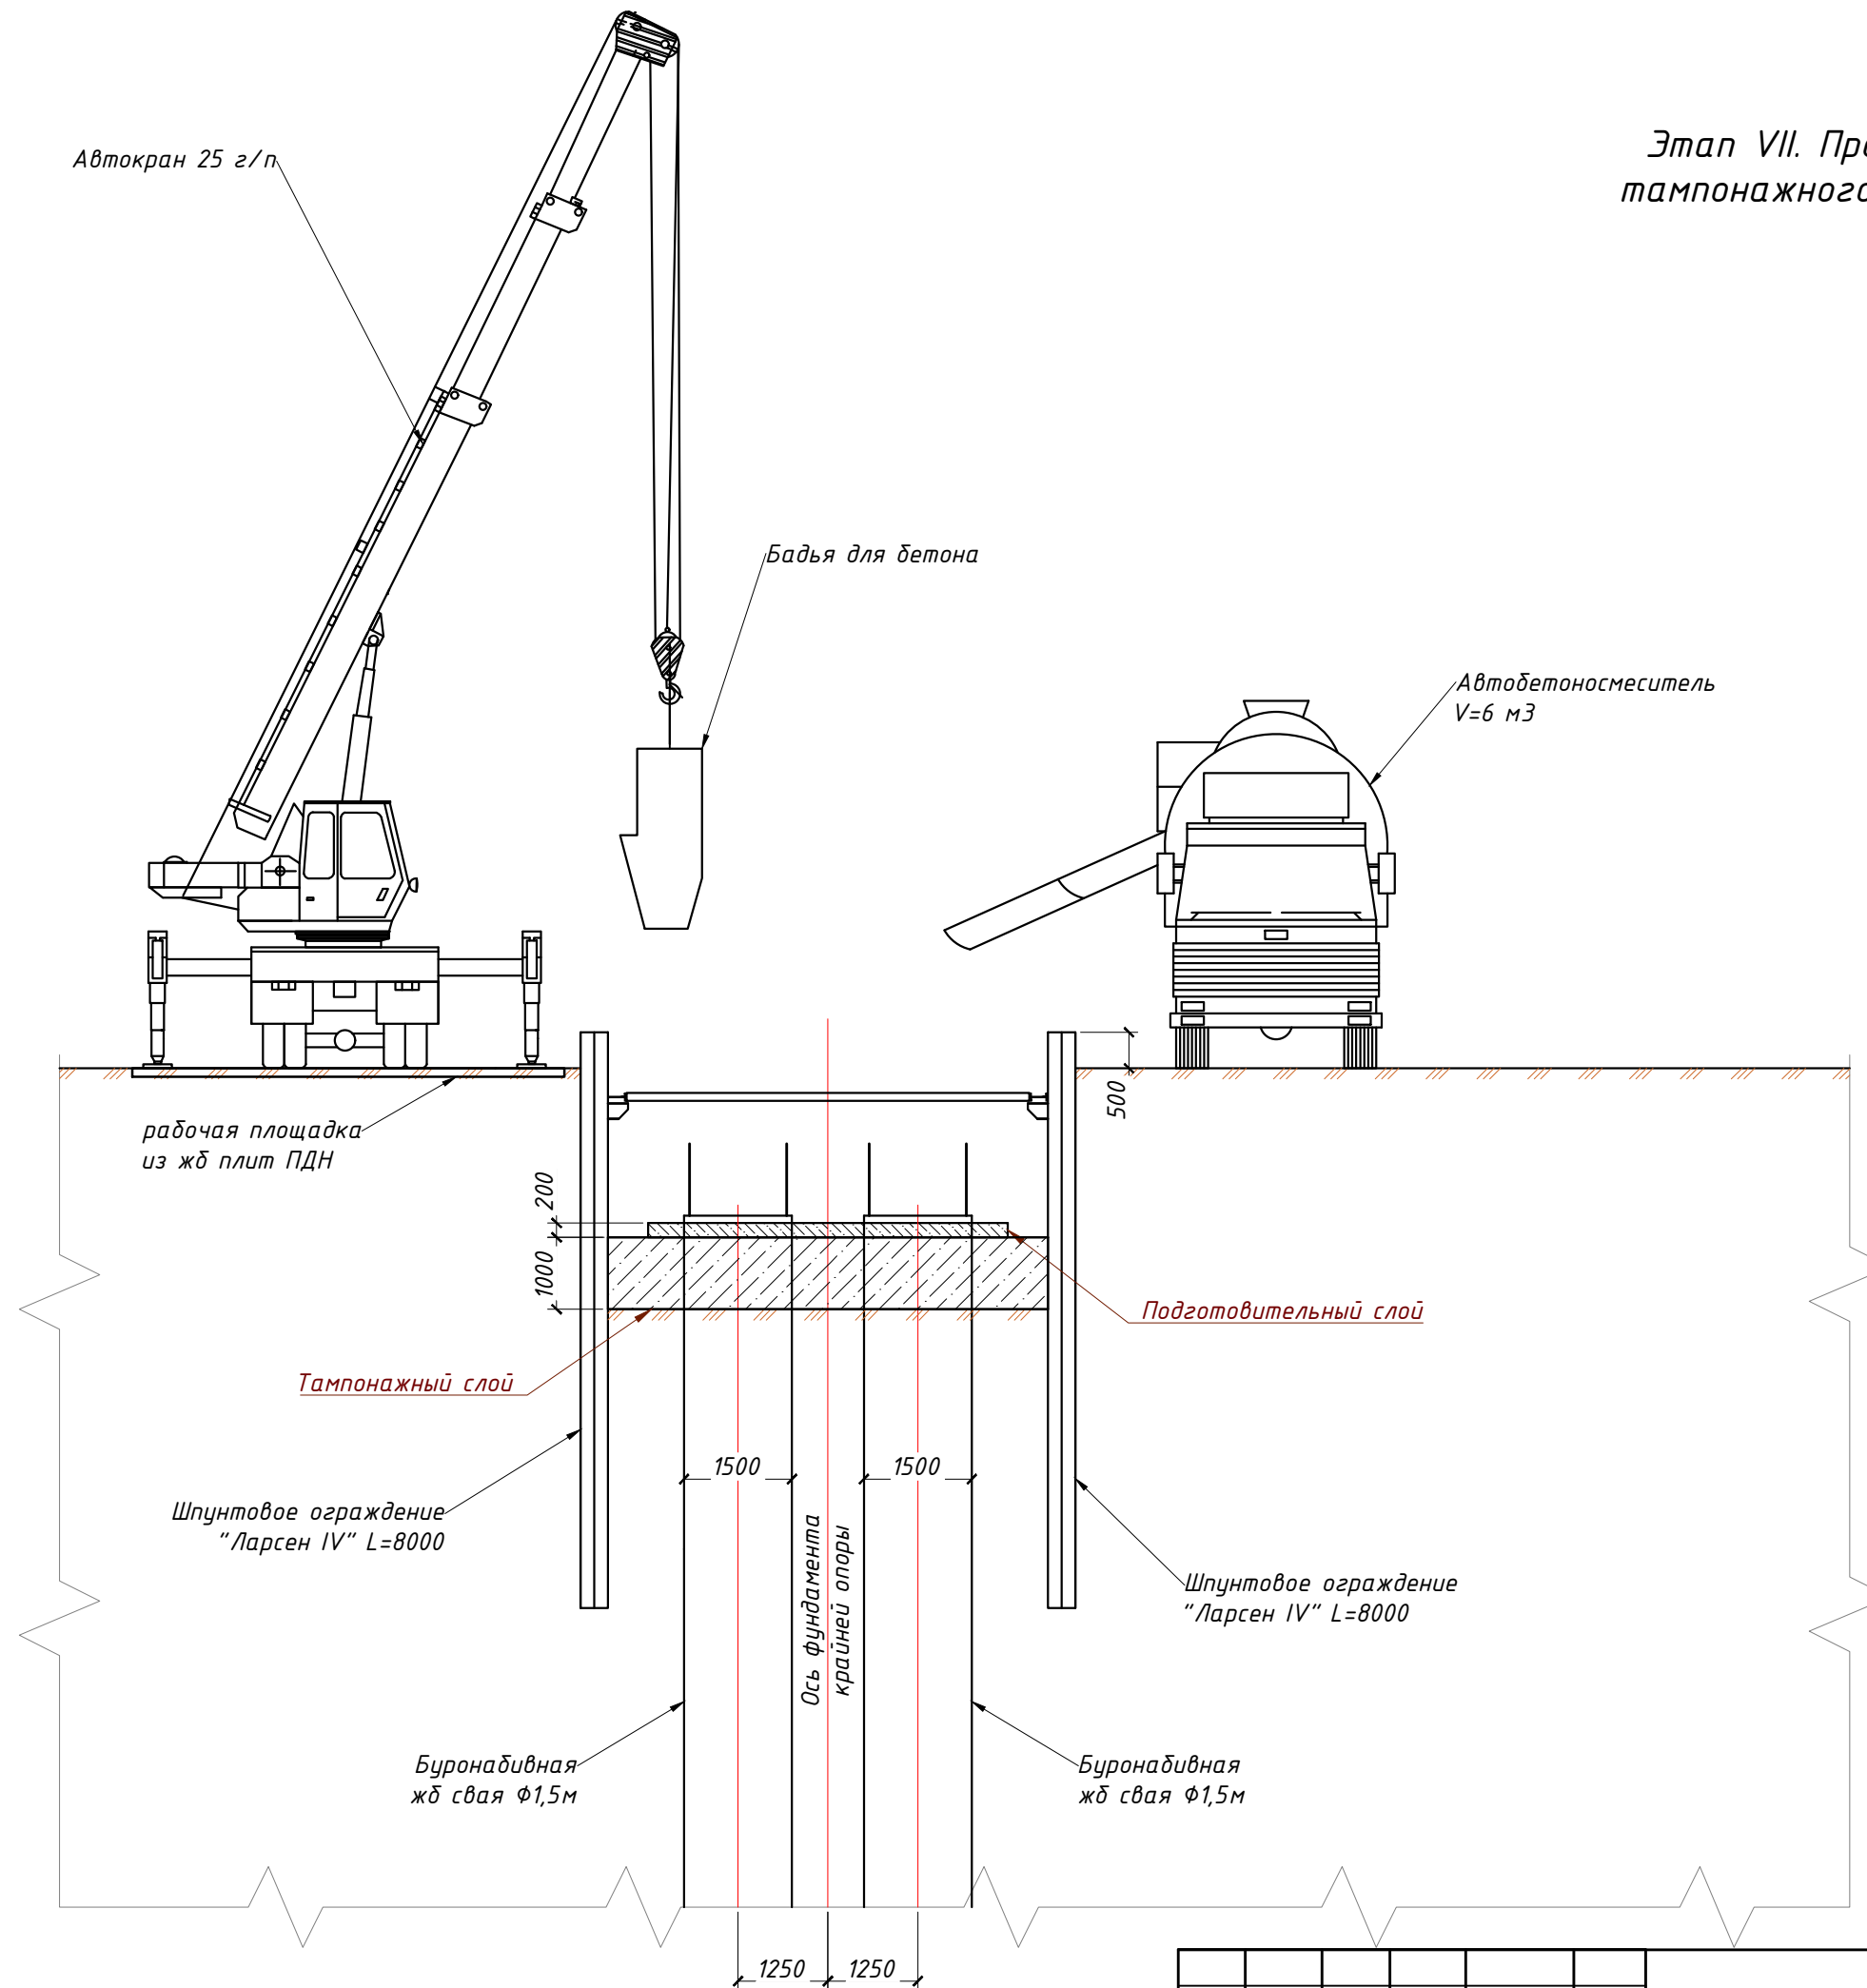 Этап VII.
тампонажного
Автокран 25 г/п
Бадья для бетона
Автобетоносмеситель
V=6 м3
рабочая площадка
из жб плит ПДН
500
200
1000
Подготовительный слой
Тампонажный слой
1500
1500
Шпунтовое ограждение
"Ларсен IV" L=8000
Ось фундамента
крайней опоры
Шпунтовое ограждение
"Ларсен IV" L=8000
Буронабивная
жб свая Ф1,5м
Буронабивная
жб свая Ф1,5м
1250
1250